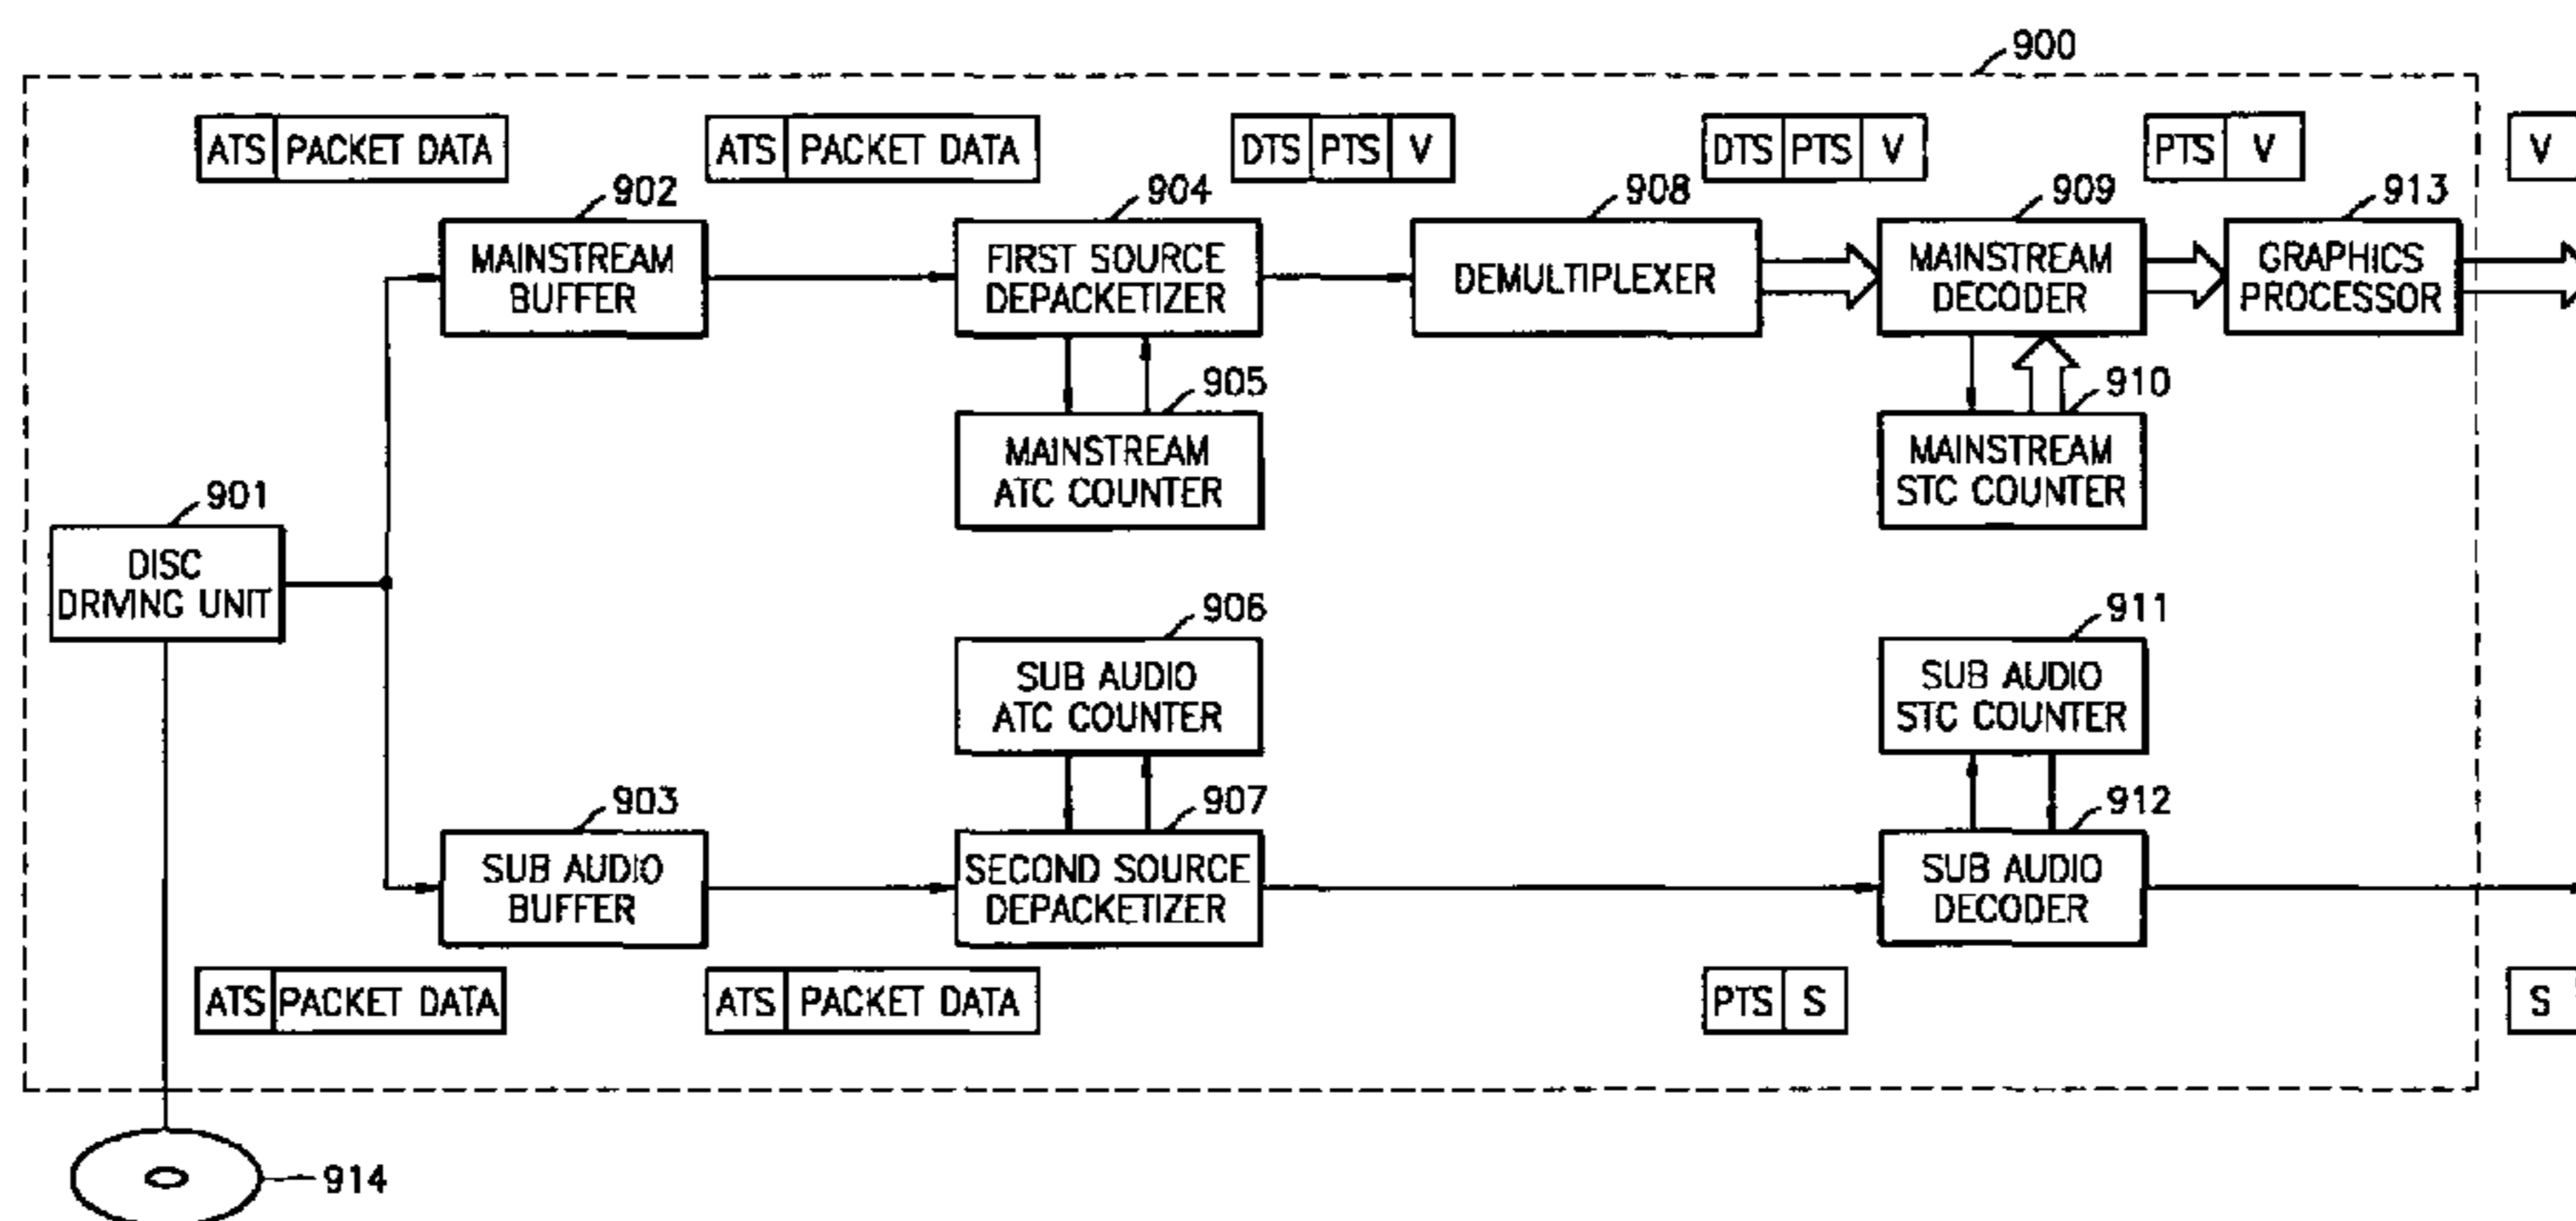 900
ATS PACKET DATA
ATS PACKET DATA
DTS PTS V
DTS PTS V
PTS V
V
902
904
908
909
913
MAINSTREAM
BUFFER
FIRST SOURCE
DEPACKETIZER
DEMULTIPLEXER
MAINSTREAM
DECODER
GRAPHICS
PROCESSOR
905
910
MAINSTREAM
ATC COUNTER
MAINSTREAM
STC COUNTER
901
DISC
DRIVING UNIT
906
911
SUB AUDIO
ATC COUNTER
SUB AUDIO
STC COUNTER
903
907
912
SUB AUDIO
BUFFER
SECOND SOURCE
DEPACKETIZER
SUB AUDIO
DECODER
ATS PACKET DATA
ATS PACKET DATA
PTS S
S
914